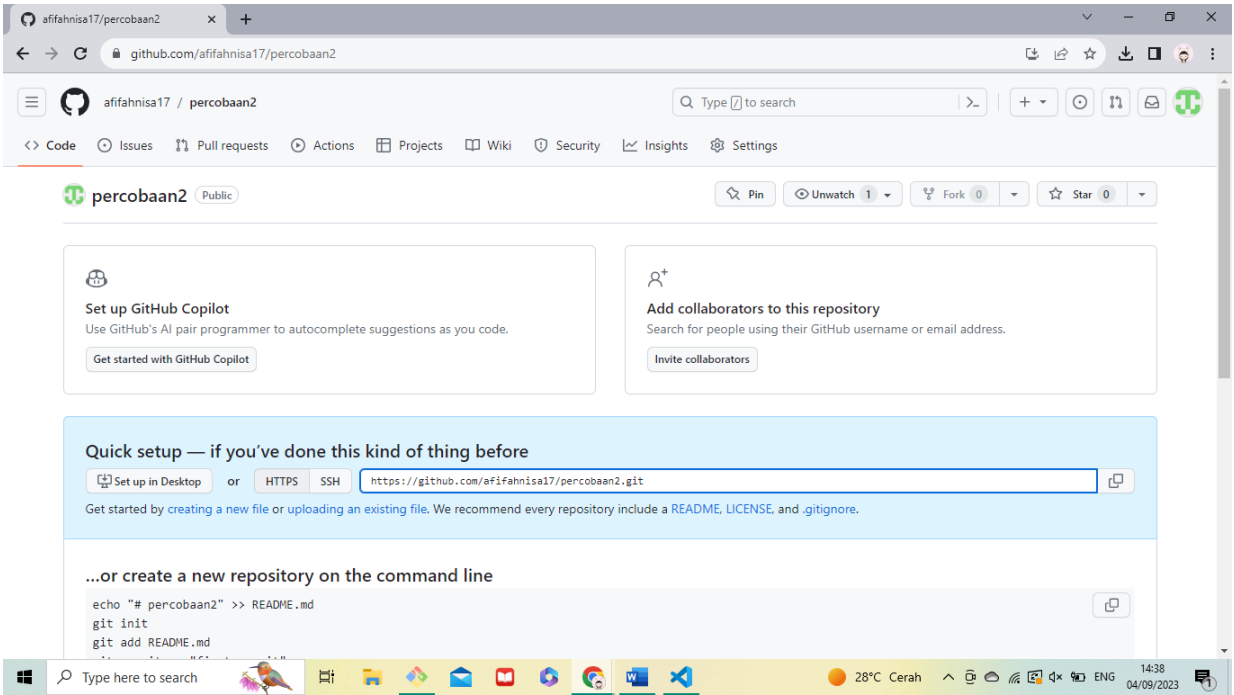 afifahnisa17/percobaan2
github.com/afifahnisa17/percobaan2
afifahnisa17 / percobaan2
Type / to search
Code Issues Pull requests Actions Projects Wiki Security Insights Settings
percobaan2 Public
Pin Unwatch 1 Fork 0 Star 0
Set up GitHub Copilot
Use GitHub's AI pair programmer to autocomplete suggestions as you code.
Get started with GitHub Copilot
Add collaborators to this repository
Search for people using their GitHub username or email address.
Invite collaborators
Quick setup — if you've done this kind of thing before
Set up in Desktop or HTTPS SSH https://github.com/afifahnisa17/percobaan2.git
Get started by creating a new file or uploading an existing file. We recommend every repository include a README, LICENSE, and .gitignore.
...or create a new repository on the command line
echo "# percobaan2" >> README.md
git init
git add README.md
Type here to search
28°C Cerah
ENG
14:38
04/09/2023
1